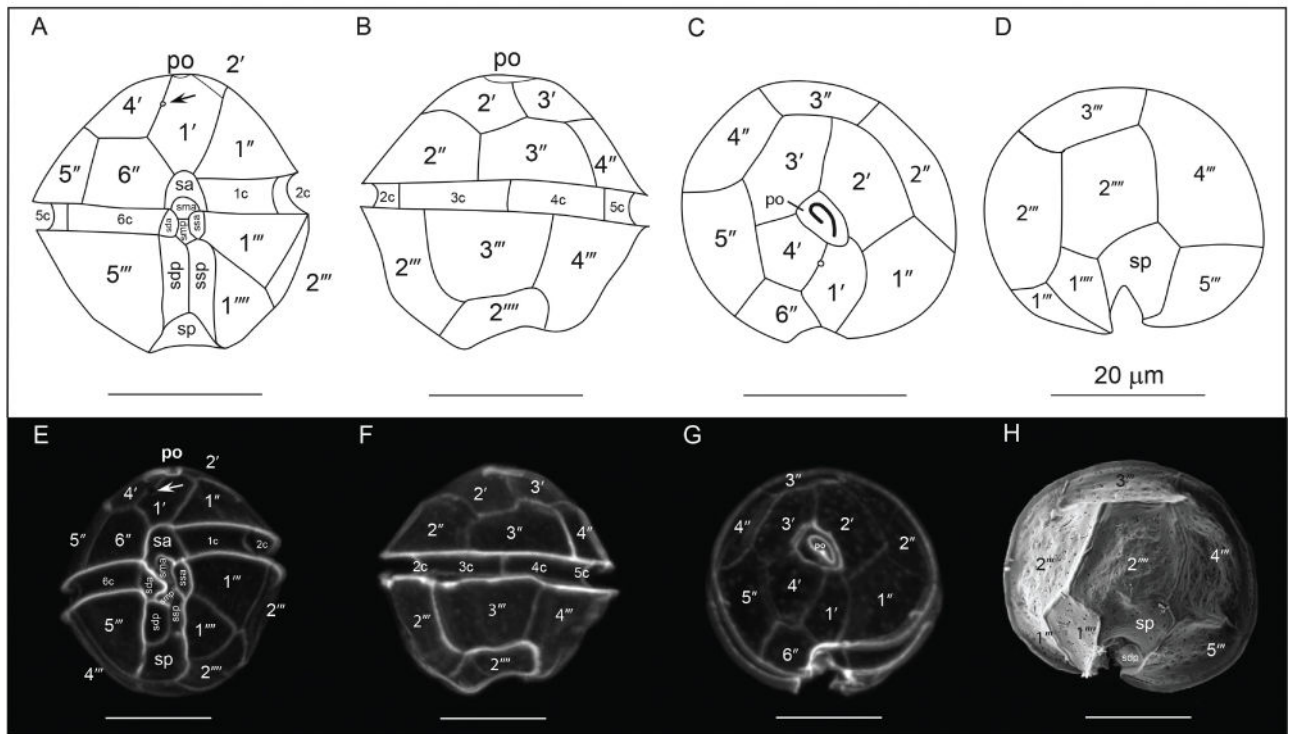 A
po
2′
4′
1′
1″
5″
6″
sa
1c
2c
5c
6c
sma
sda
ssa
smp
1‴
5‴
sdp
ssp
1⁗
2‴
sp
B
po
2′
3′
2″
3″
4″
2c
3c
4c
5c
2‴
3‴
4‴
2⁗
C
3″
4″
3′
2′
2″
po
5″
4′
1′
1″
6″
D
3‴
4‴
2⁗
2‴
sp
1⁗
1‴
5‴
20 μm
E
po
2′
4′
1′
1″
5″
6″
sa
1c
2c
6c
sma
sda
ssa
smp
1‴
2‴
5‴
sdp
ssp
1⁗
sp
4‴
2⁗
F
2′
3′
2″
3″
4″
2c
3c
4c
5c
2‴
3‴
4‴
2⁗
G
3″
4″
3′
2′
2″
po
5″
4′
1′
1″
6″
H
3‴
2‴
2⁗
4‴
1‴
1⁗
sp
sdp
5‴